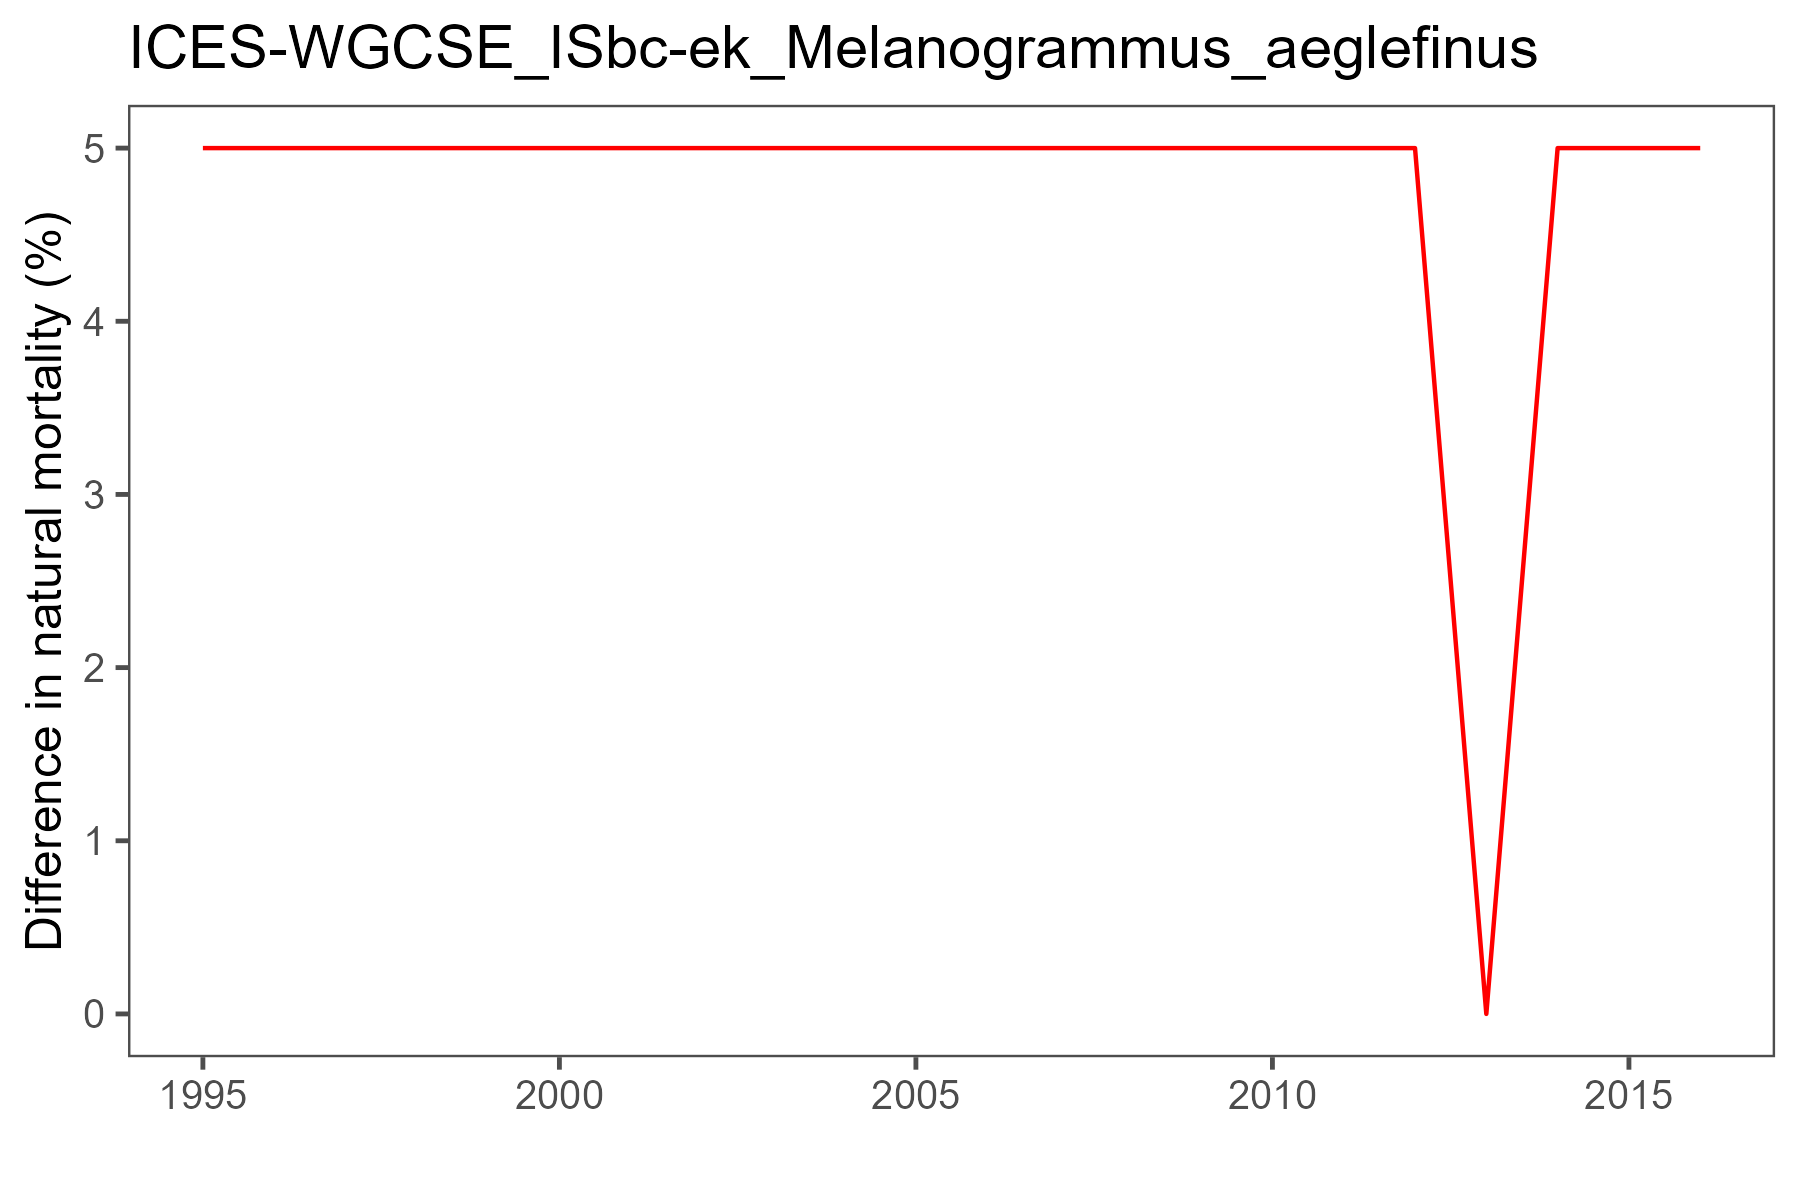 ICES-WGCSE_ISbc-ek_Melanogrammus_aeglefinus
Difference in natural mortality (%)
5
4
3
2
1
0
1995 2000 2005 2010 2015